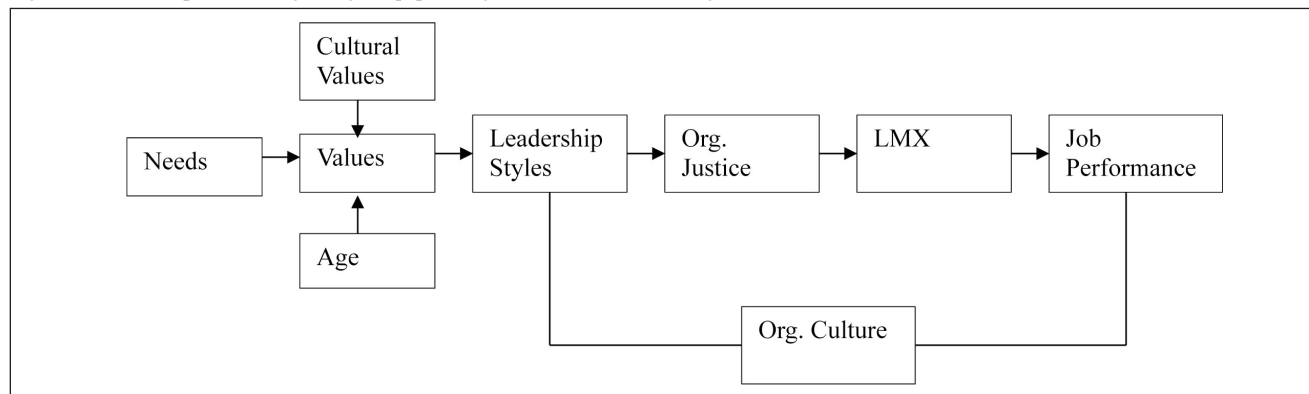 Cultural
Values
Needs
Values
Leadership
Styles
Org.
Justice
LMX
Job
Performance
Age
Org. Culture